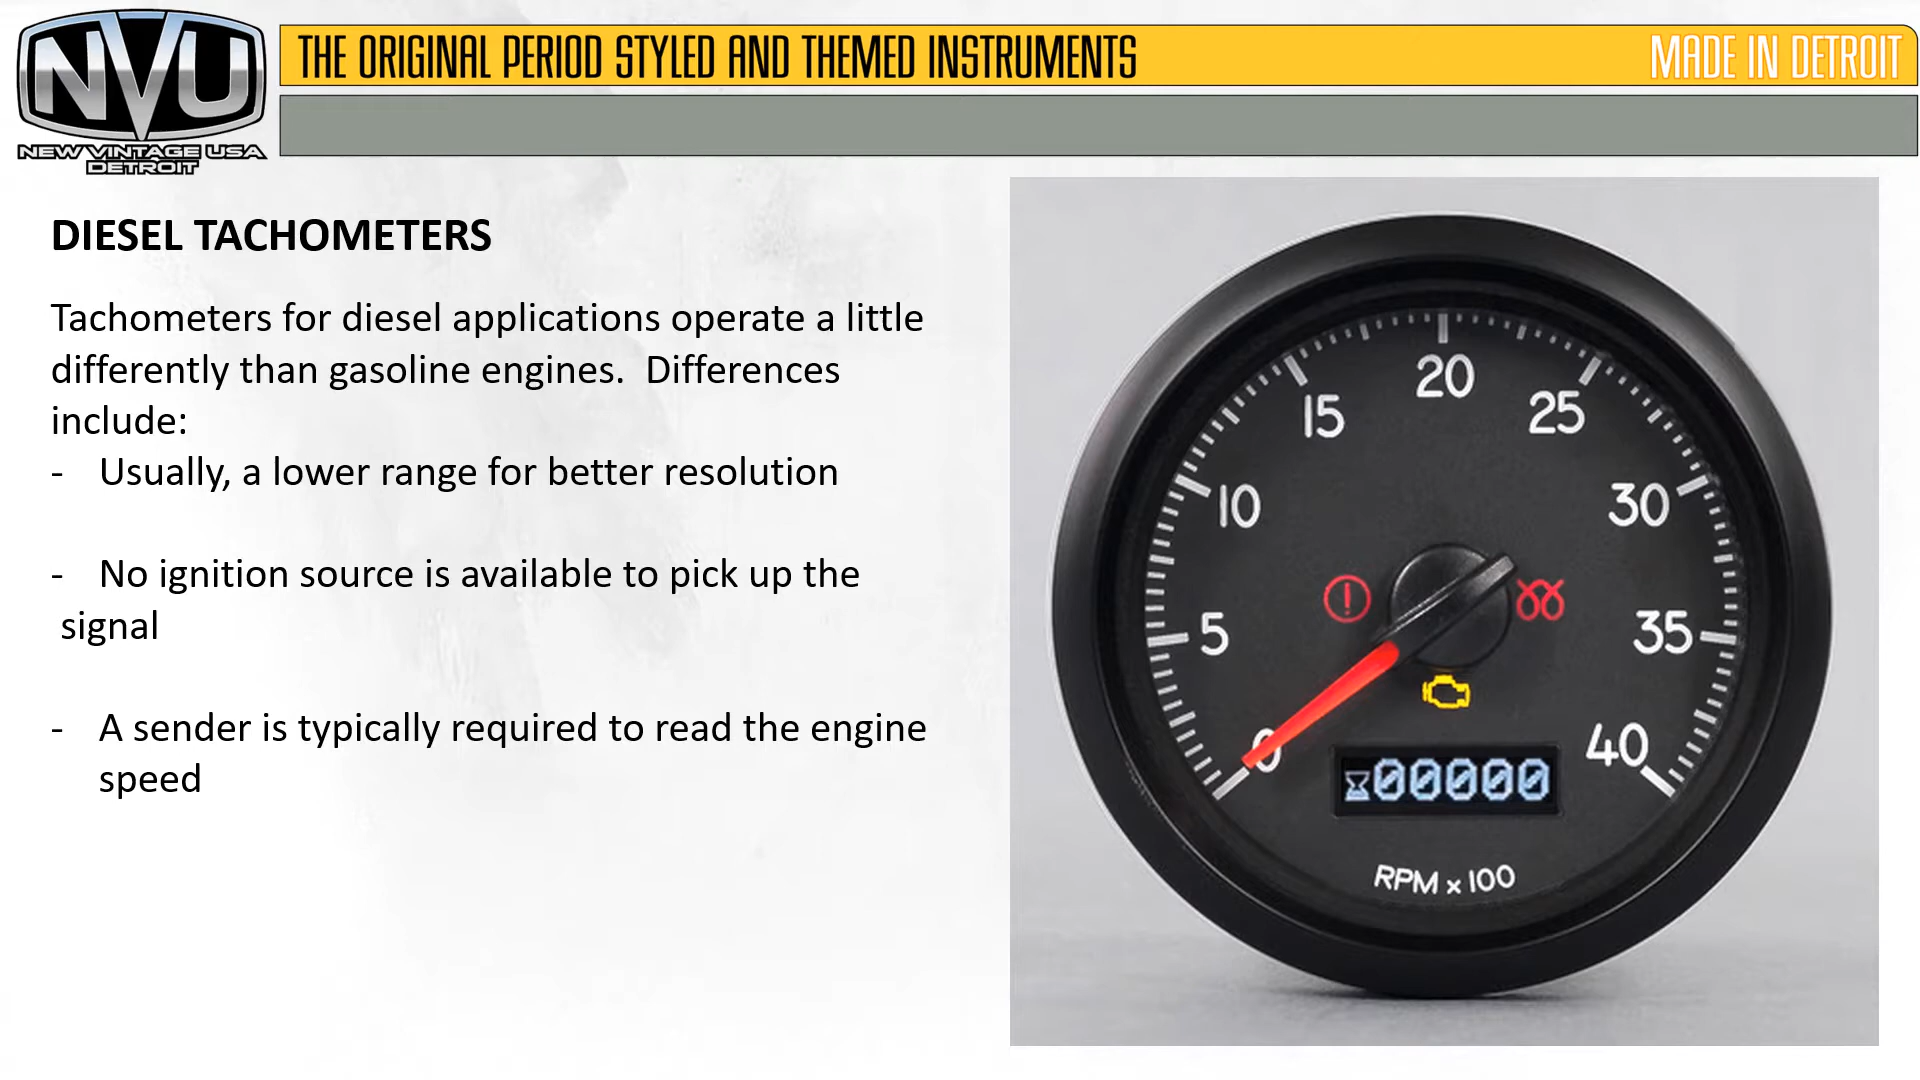 NVU
NEW VINTAGE USA
DETROIT
THE ORIGINAL PERIOD STYLED AND THEMED INSTRUMENTS
MADE IN DETROIT
DIESEL TACHOMETERS
Tachometers for diesel applications operate a little
differently than gasoline engines.  Differences
include:
- Usually, a lower range for better resolution
- No ignition source is available to pick up the
signal
- A sender is typically required to read the engine
speed
0
5
10
15
20
25
30
35
40
00000
RPM x 100